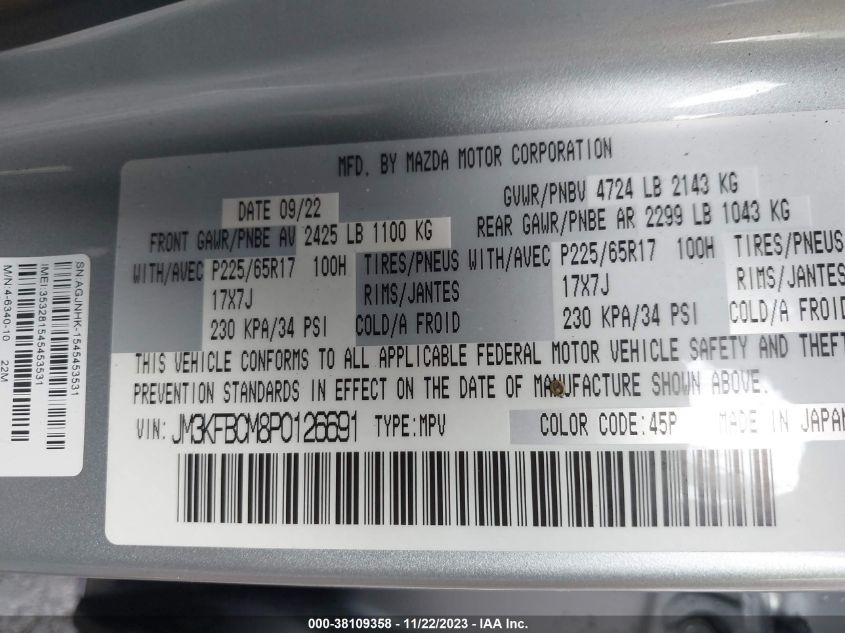 MFD. BY MAZDA MOTOR CORPORATION
DATE 09/22
GVWR/PNBV 4724 LB 2143 KG
FRONT GAWR/PNBE AV 2425 LB 1100 KG
REAR GAWR/PNBE AR 2299 LB 1043 KG
WITH/AVEC P225/65R17 100H TIRES/PNEUS WITH/AVEC P225/65R17 100H TIRES/PNEUS
17X7J RIMS/JANTES 17X7J RIMS/JANTES
230 KPA/34 PSI COLD/A FROID 230 KPA/34 PSI COLD/A FROID
THIS VEHICLE CONFORMS TO ALL APPLICABLE FEDERAL MOTOR VEHICLE SAFETY AND THEFT
PREVENTION STANDARDS IN EFFECT ON THE DATE OF MANUFACTURE SHOWN ABOVE.
VIN: JM3KFBCM8P0126691 TYPE:MPV COLOR CODE:45P MADE IN JAPAN
SN:AGJNHK-1545453531
IMEI:353281545453531
M/N:4-6340-10 22M
000-38109358 - 11/22/2023 - IAA Inc.